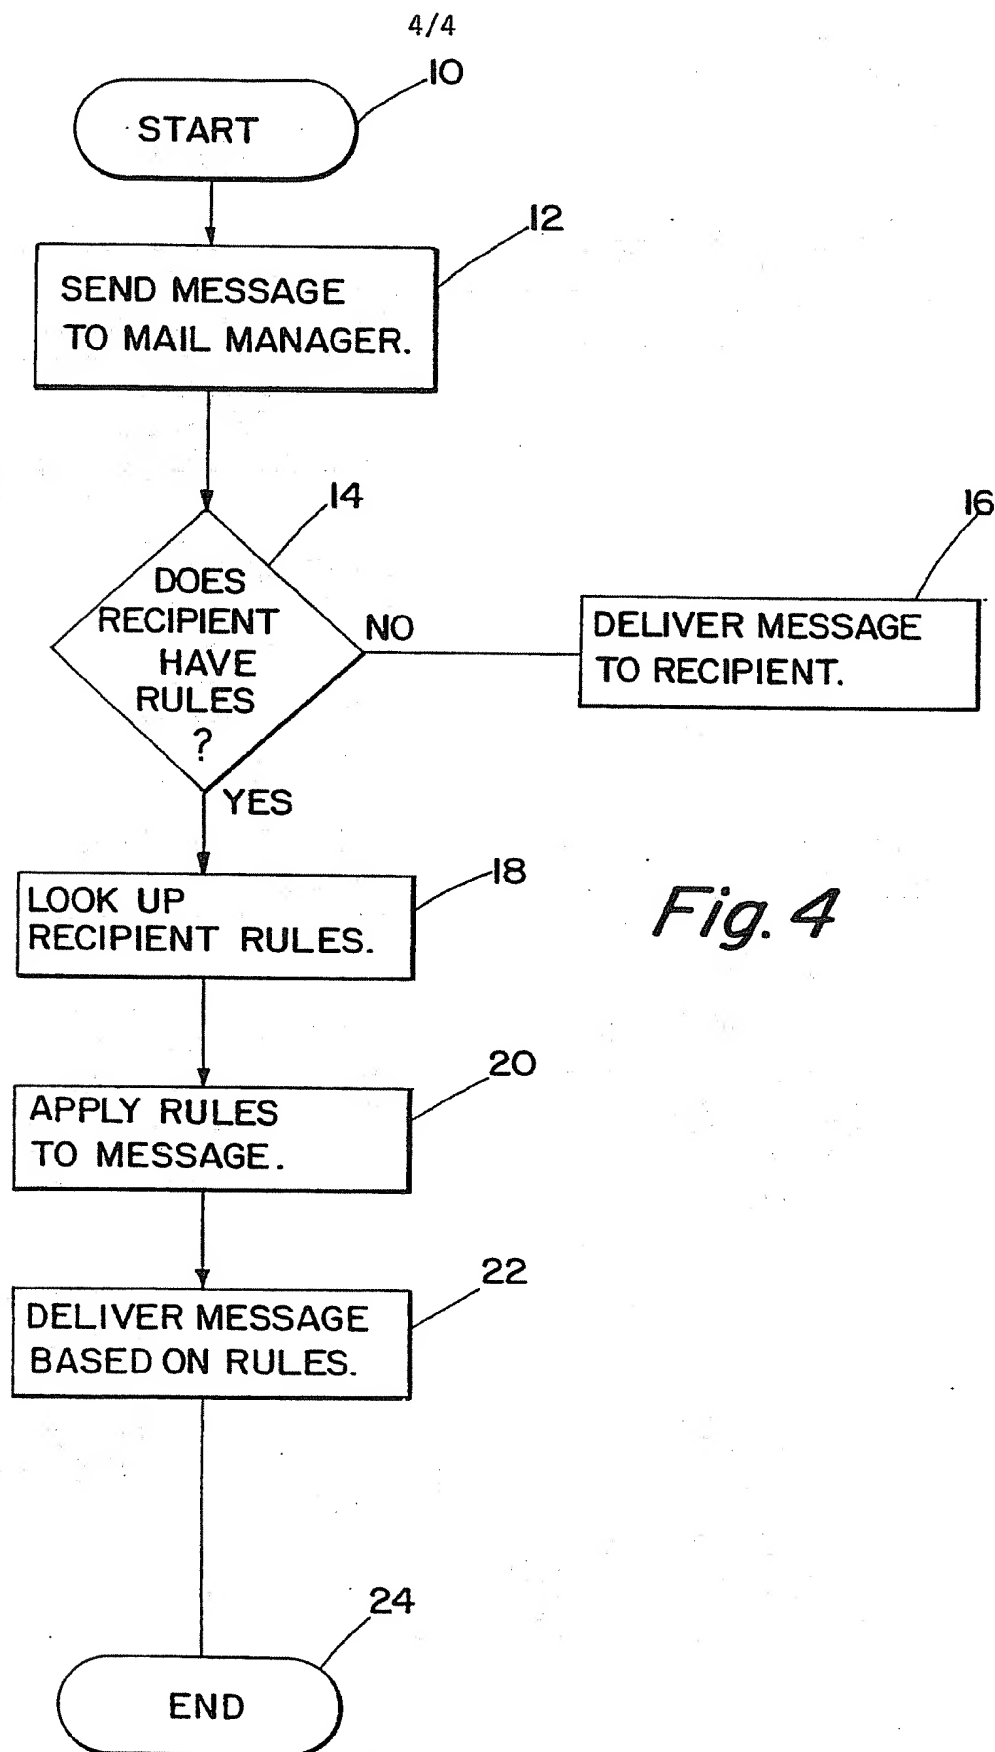 4/4
10
START
12
SEND MESSAGE
TO MAIL MANAGER.
14
DOES
RECIPIENT
HAVE
RULES
?
NO
16
DELIVER MESSAGE
TO RECIPIENT.
YES
18
LOOK UP
RECIPIENT RULES.
Fig. 4
20
APPLY RULES
TO MESSAGE.
22
DELIVER MESSAGE
BASED ON RULES.
24
END